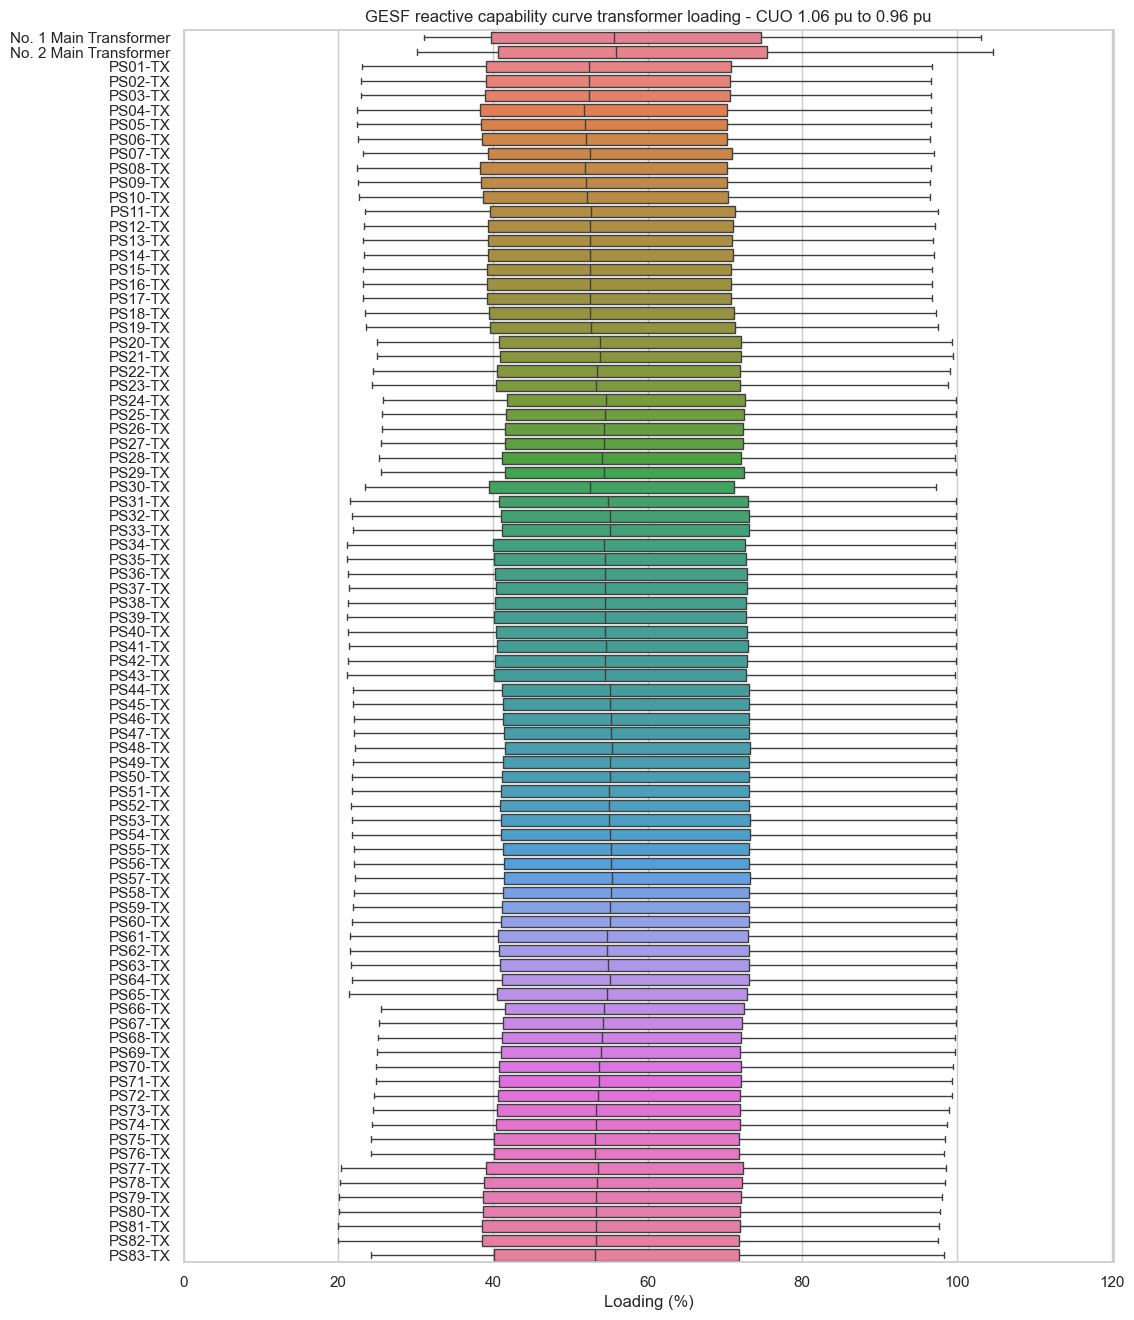 GESF reactive capability curve transformer loading - CUO 1.06 pu to 0.96 pu
No. 1 Main Transformer
No. 2 Main Transformer
PS01-TX
PS02-TX
PS03-TX
PS04-TX
PS05-TX
PS06-TX
PS07-TX
PS08-TX
PS09-TX
PS10-TX
PS11-TX
PS12-TX
PS13-TX
PS14-TX
PS15-TX
PS16-TX
PS17-TX
PS18-TX
PS19-TX
PS20-TX
PS21-TX
PS22-TX
PS23-TX
PS24-TX
PS25-TX
PS26-TX
PS27-TX
PS28-TX
PS29-TX
PS30-TX
PS31-TX
PS32-TX
PS33-TX
PS34-TX
PS35-TX
PS36-TX
PS37-TX
PS38-TX
PS39-TX
PS40-TX
PS41-TX
PS42-TX
PS43-TX
PS44-TX
PS45-TX
PS46-TX
PS47-TX
PS48-TX
PS49-TX
PS50-TX
PS51-TX
PS52-TX
PS53-TX
PS54-TX
PS55-TX
PS56-TX
PS57-TX
PS58-TX
PS59-TX
PS60-TX
PS61-TX
PS62-TX
PS63-TX
PS64-TX
PS65-TX
PS66-TX
PS67-TX
PS68-TX
PS69-TX
PS70-TX
PS71-TX
PS72-TX
PS73-TX
PS74-TX
PS75-TX
PS76-TX
PS77-TX
PS78-TX
PS79-TX
PS80-TX
PS81-TX
PS82-TX
PS83-TX
0 20 40 60 80 100 120
Loading (%)